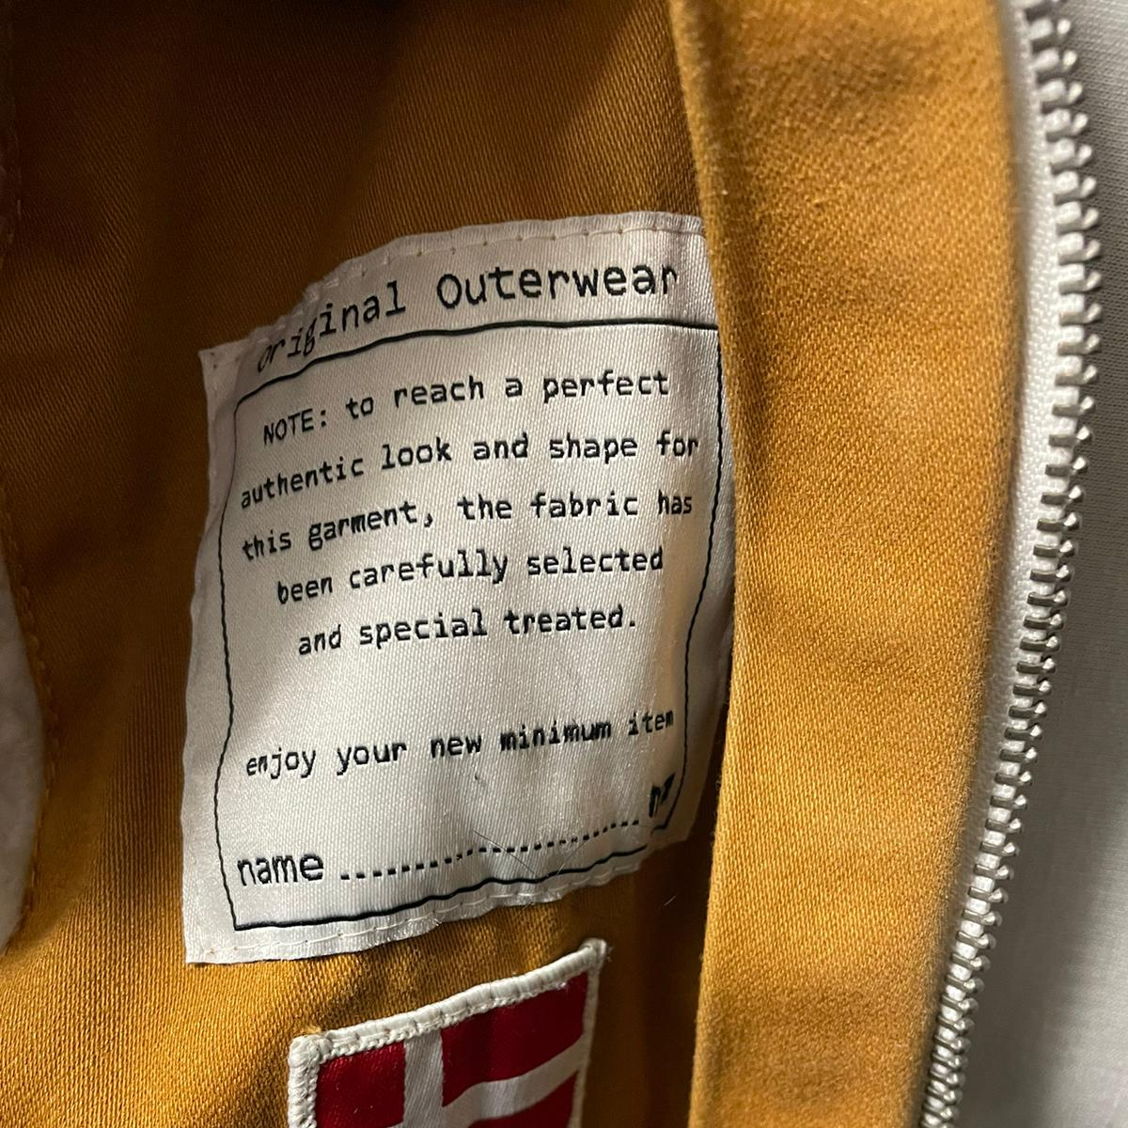 Original Outerwear
NOTE: to reach a perfect
authentic look and shape for
this garment, the fabric has
been carefully selected
and special treated.
enjoy your new minimum item
name ..............................